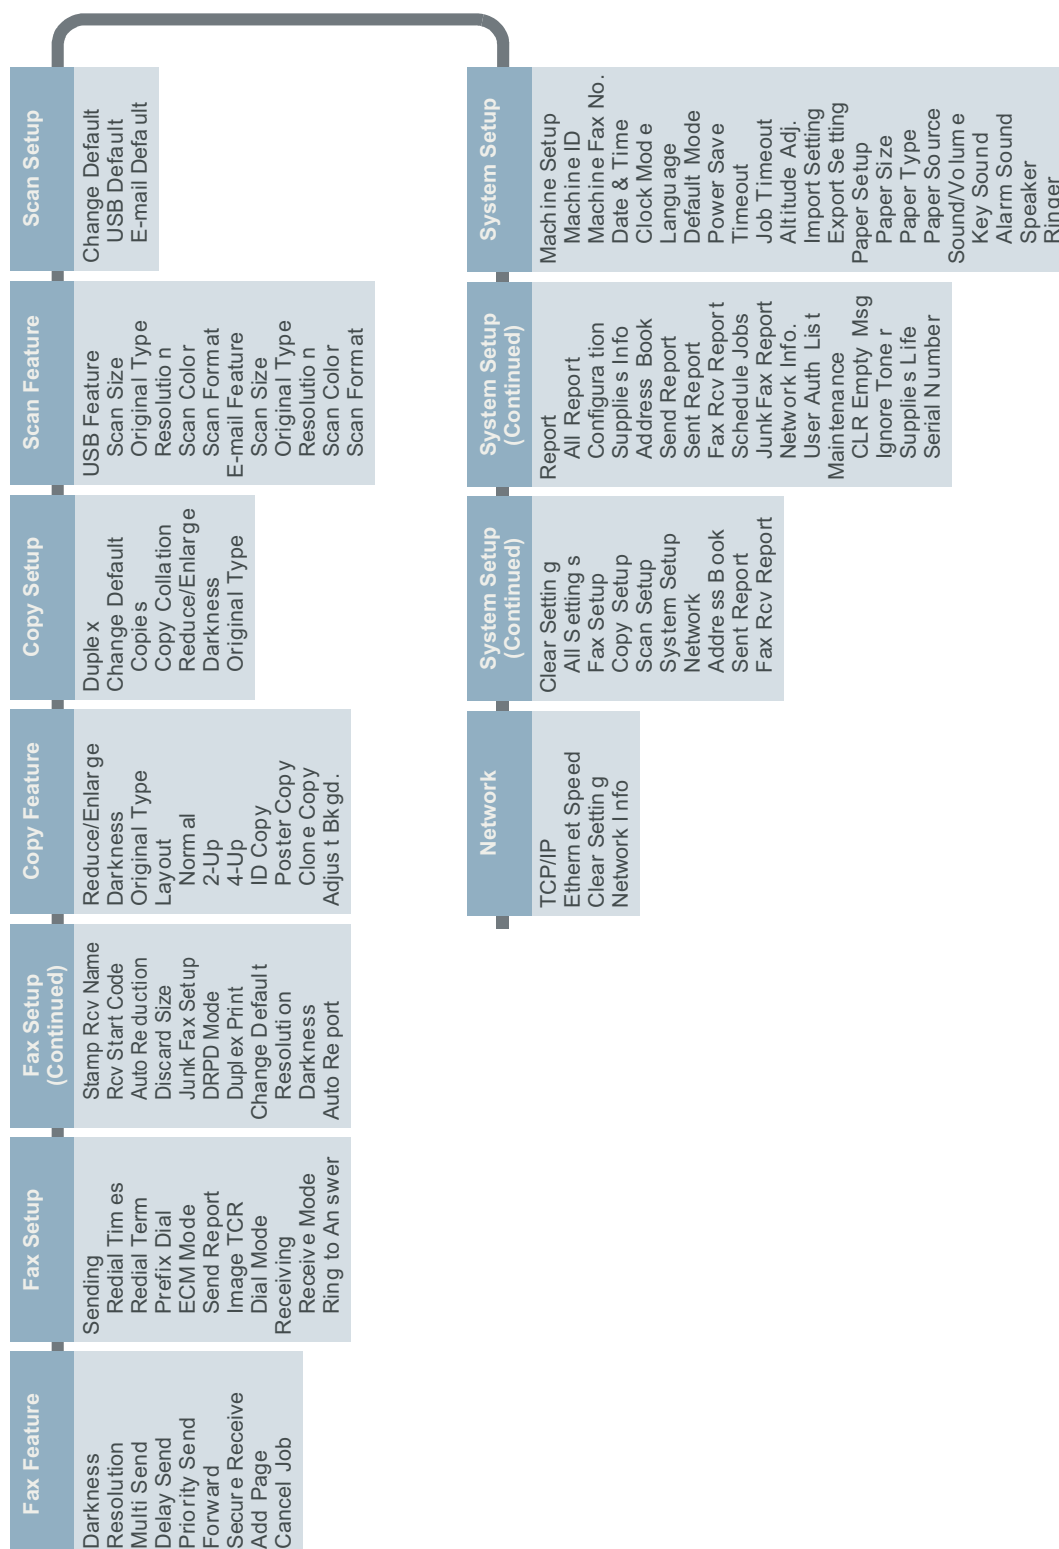 Fax Feature
Darkness
Resolution
Multi Send
Delay Send
Priority Send
Forward
Secure Receive
Add Page
Cancel Job
Fax Setup
Sending
Redial Times
Redial Term
Prefix Dial
ECM Mode
Send Report
Image TCR
Dial Mode
Receiving
Receive Mode
Ring to Answer
Fax Setup
(Continued)
Stamp Rcv Name
Rcv Start Code
Auto Reduction
Discard Size
Junk Fax Setup
DRPD Mode
Duplex Print
Change Default
Resolution
Darkness
Auto Report
Copy Feature
Reduce/Enlarge
Darkness
Original Type
Layout
Normal
2-Up
4-Up
ID Copy
Poster Copy
Clone Copy
Adjust Bkgd.
Copy Setup
Duplex
Change Default
Copies
Copy Collation
Reduce/Enlarge
Darkness
Original Type
Scan Feature
USB Feature
Scan Size
Original Type
Resolution
Scan Color
Scan Format
E-mail Feature
Scan Size
Original Type
Resolution
Scan Color
Scan Format
Scan Setup
Change Default
USB Default
E-mail Default
Network
TCP/IP
Ethernet Speed
Clear Setting
Network Info
System Setup
(Continued)
Clear Setting
All Settings
Fax Setup
Copy Setup
Scan Setup
System Setup
Network
Address Book
Sent Report
Fax Rcv Report
System Setup
(Continued)
Report
All Report
Configuration
Supplies Info
Address Book
Send Report
Sent Report
Fax Rcv Report
Schedule Jobs
Junk Fax Report
Network Info.
User Auth List
Maintenance
CLR Empty Msg
Ignore Toner
Supplies Life
Serial Number
System Setup
Machine Setup
Machine ID
Machine Fax No.
Date & Time
Clock Mode
Language
Default Mode
Power Save
Timeout
Job Timeout
Altitude Adj.
Import Setting
Export Setting
Paper Setup
Paper Size
Paper Type
Paper Source
Sound/Volume
Key Sound
Alarm Sound
Speaker
Ringer